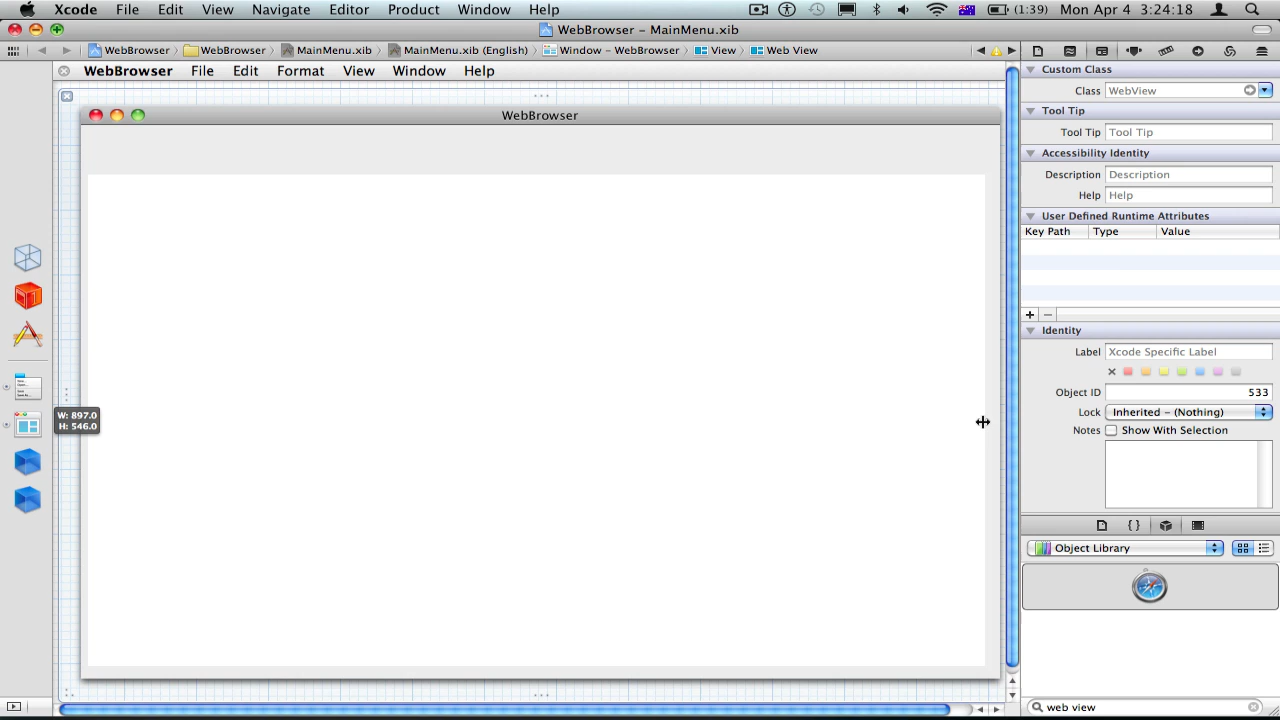 Xcode File Edit View Navigate Editor Product Window Help (1:39) Mon Apr 4 3:24:18
WebBrowser – MainMenu.xib
WebBrowser WebBrowser MainMenu.xib MainMenu.xib (English) Window – WebBrowser View Web View
WebBrowser File Edit Format View Window Help
WebBrowser
W: 897.0
H: 546.0
Custom Class
Class WebView
Tool Tip
Tool Tip Tool Tip
Accessibility Identity
Description Description
Help Help
User Defined Runtime Attributes
Key Path Type Value
Identity
Label Xcode Specific Label
Object ID 533
Lock Inherited – (Nothing)
Notes Show With Selection
Object Library
web view